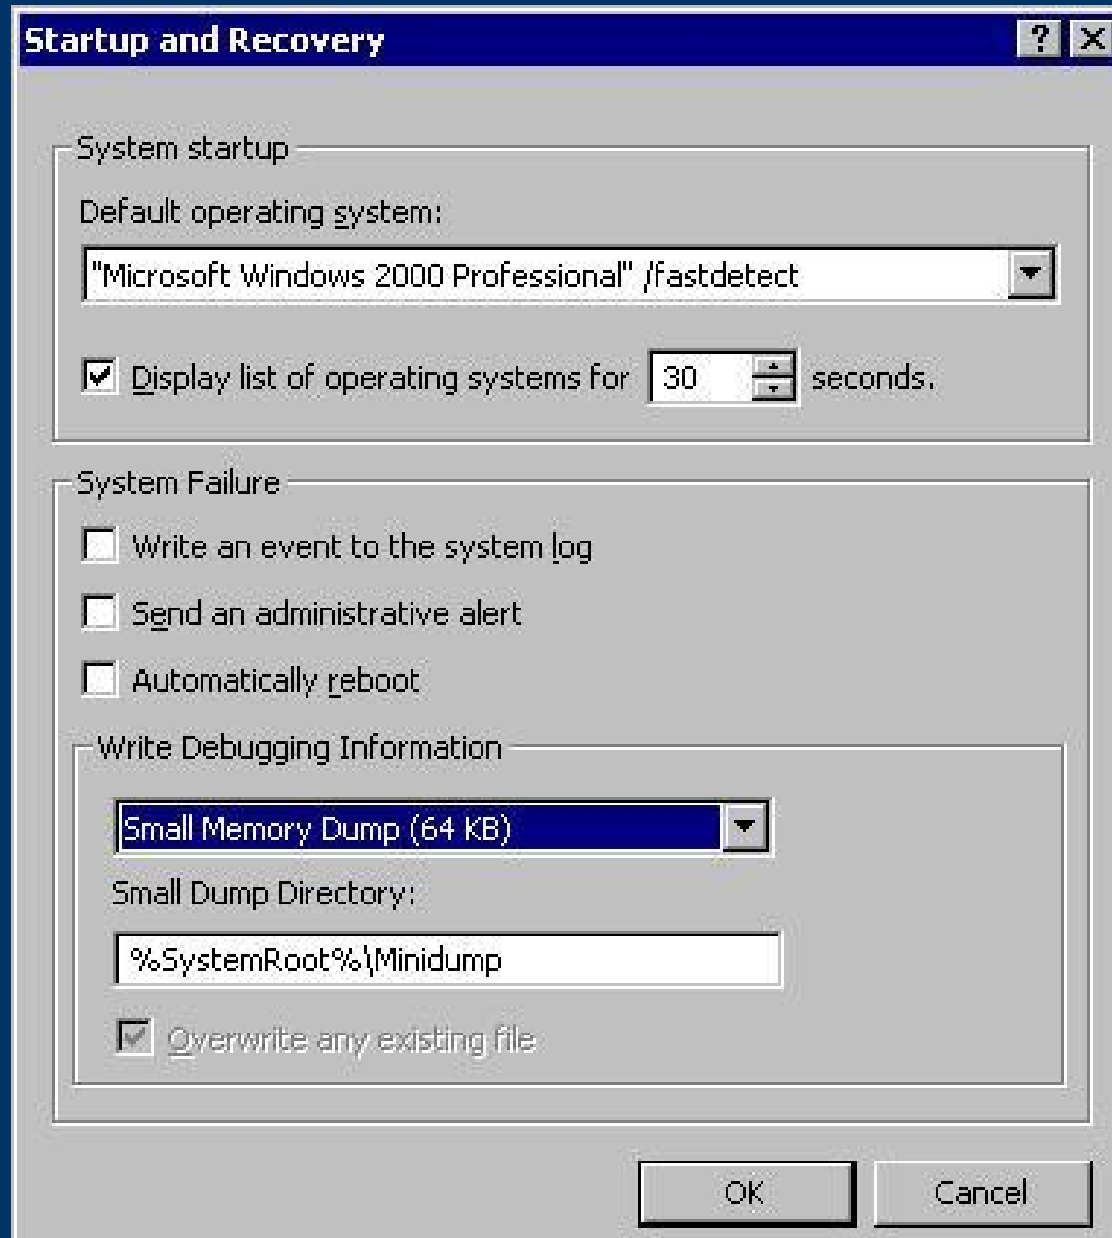 Startup and Recovery
System startup
Default operating system:
"Microsoft Windows 2000 Professional" /fastdetect
Display list of operating systems for 30 seconds.
System Failure
Write an event to the system log
Send an administrative alert
Automatically reboot
Write Debugging Information
Small Memory Dump (64 KB)
Small Dump Directory:
%SystemRoot%\Minidump
Overwrite any existing file
OK Cancel